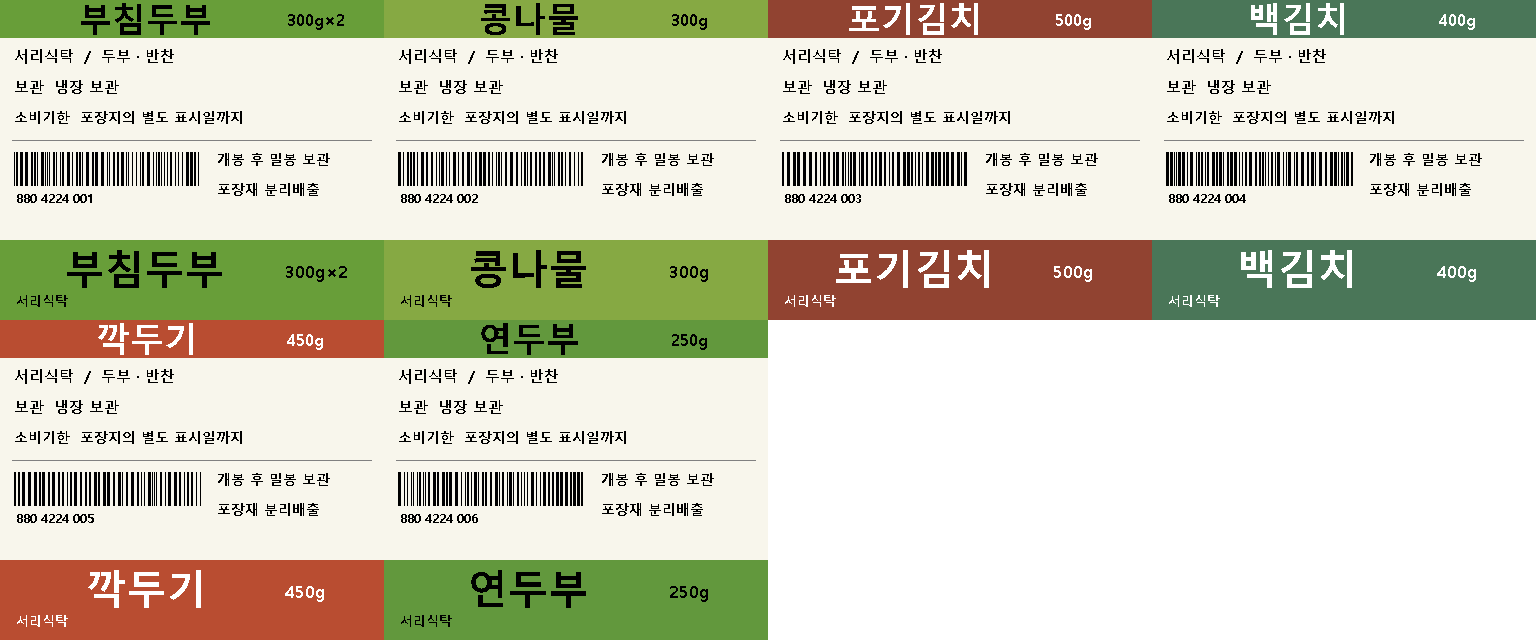 부침두부 300g×2
서리식탁 / 두부·반찬
보관 냉장 보관
소비기한 포장지의 별도 표시일까지
개봉 후 밀봉 보관
포장재 분리배출
880 4224 001
부침두부 300g×2
서리식탁
콩나물 300g
서리식탁 / 두부·반찬
보관 냉장 보관
소비기한 포장지의 별도 표시일까지
개봉 후 밀봉 보관
포장재 분리배출
880 4224 002
콩나물 300g
서리식탁
포기김치 500g
서리식탁 / 두부·반찬
보관 냉장 보관
소비기한 포장지의 별도 표시일까지
개봉 후 밀봉 보관
포장재 분리배출
880 4224 003
포기김치 500g
서리식탁
백김치 400g
서리식탁 / 두부·반찬
보관 냉장 보관
소비기한 포장지의 별도 표시일까지
개봉 후 밀봉 보관
포장재 분리배출
880 4224 004
백김치 400g
서리식탁
깍두기 450g
서리식탁 / 두부·반찬
보관 냉장 보관
소비기한 포장지의 별도 표시일까지
개봉 후 밀봉 보관
포장재 분리배출
880 4224 005
깍두기 450g
서리식탁
연두부 250g
서리식탁 / 두부·반찬
보관 냉장 보관
소비기한 포장지의 별도 표시일까지
개봉 후 밀봉 보관
포장재 분리배출
880 4224 006
연두부 250g
서리식탁